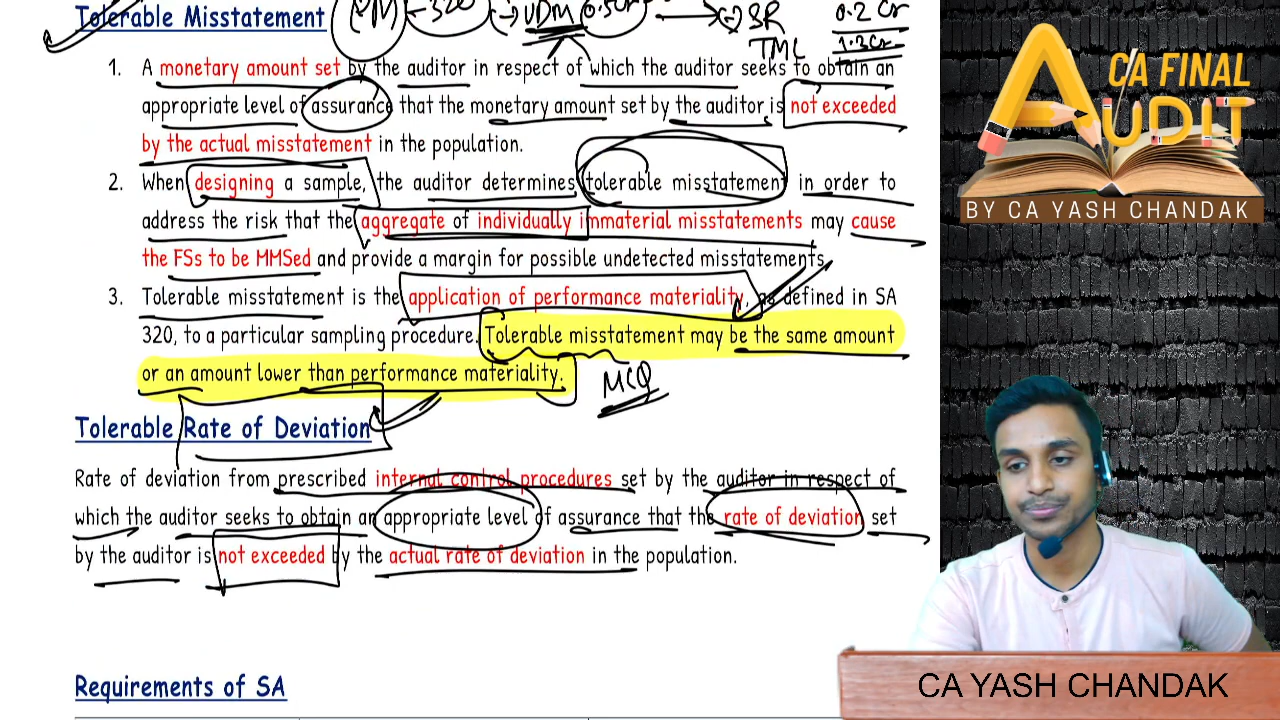 Tolerable Misstatement
(PM) - 320 → UDM 0.50Cr → (-) SR 0.2 Cr
TML 1.3 Cr
1. A monetary amount set by the auditor in respect of which the auditor seeks to obtain an
appropriate level of assurance that the monetary amount set by the auditor is not exceeded
by the actual misstatement in the population.
2. When designing a sample, the auditor determines tolerable misstatement in order to
address the risk that the aggregate of individually immaterial misstatements may cause
the FSs to be MMSed and provide a margin for possible undetected misstatements.
3. Tolerable misstatement is the application of performance materiality, as defined in SA
320, to a particular sampling procedure. Tolerable misstatement may be the same amount
or an amount lower than performance materiality.
MCQ
Tolerable Rate of Deviation
Rate of deviation from prescribed internal control procedures set by the auditor in respect of
which the auditor seeks to obtain an appropriate level of assurance that the rate of deviation set
by the auditor is not exceeded by the actual rate of deviation in the population.
Requirements of SA
CA FINAL
AUDIT
BY CA YASH CHANDAK
CA YASH CHANDAK